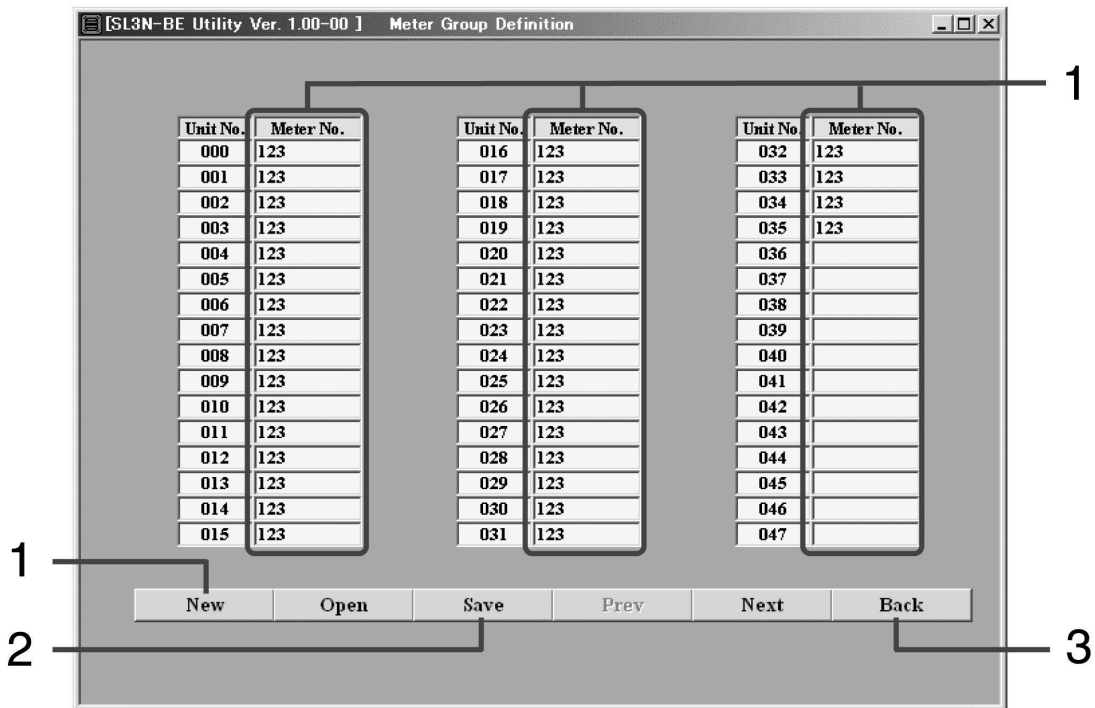 [SL3N-BE Utility Ver. 1.00-00 ] Meter Group Definition
1
Unit No. Meter No. Unit No. Meter No. Unit No. Meter No.
000 123 016 123 032 123
001 123 017 123 033 123
002 123 018 123 034 123
003 123 019 123 035 123
004 123 020 123 036
005 123 021 123 037
006 123 022 123 038
007 123 023 123 039
008 123 024 123 040
009 123 025 123 041
010 123 026 123 042
011 123 027 123 043
012 123 028 123 044
013 123 029 123 045
014 123 030 123 046
015 123 031 123 047
1
New Open Save Prev Next Back
2 3